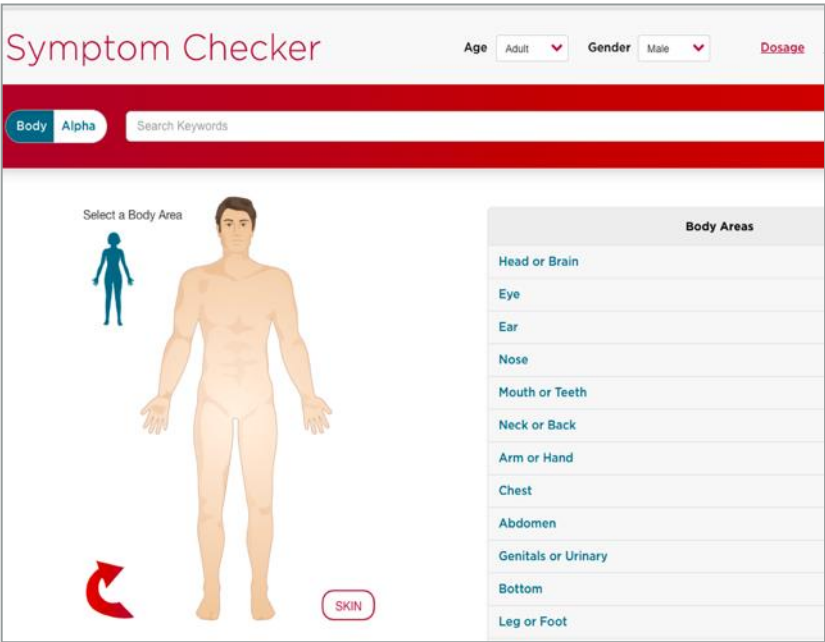 Symptom Checker
Age Adult Gender Male Dosage
Body Alpha Search Keywords
Select a Body Area
SKIN
Body Areas
Head or Brain
Eye
Ear
Nose
Mouth or Teeth
Neck or Back
Arm or Hand
Chest
Abdomen
Genitals or Urinary
Bottom
Leg or Foot